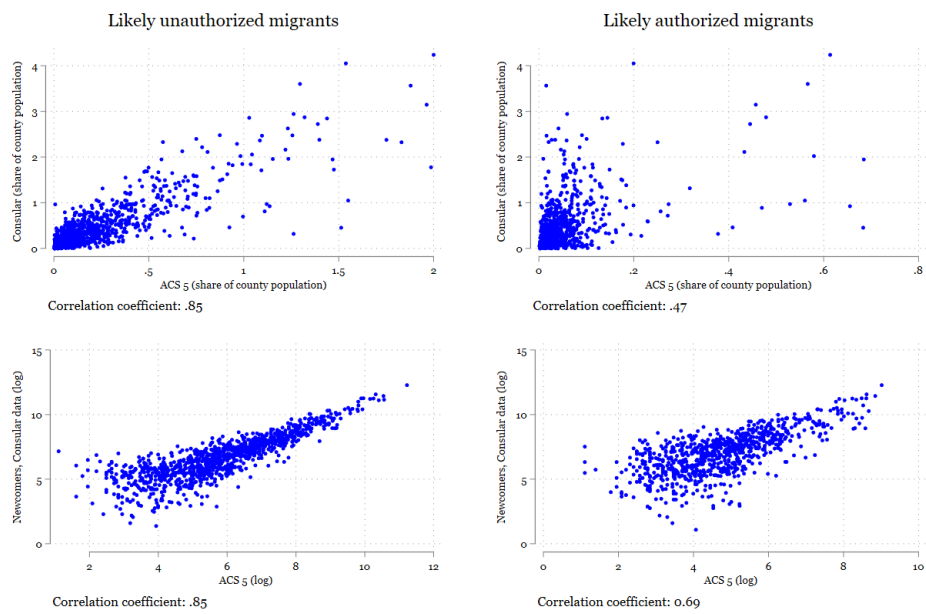 Likely unauthorized migrants
Likely authorized migrants
Consular (share of county population)
4
3
2
1
0
0
.5
1
1.5
2
ACS 5 (share of county population)
Correlation coefficient: .85
Consular (share of county population)
4
3
2
1
0
0
.2
.4
.6
.8
ACS 5 (share of county population)
Correlation coefficient: .47
Newcomers, Consular data (log)
15
10
5
0
2
4
6
8
10
12
ACS 5 (log)
Correlation coefficient: .85
Newcomers, Consular data (log)
15
10
5
0
0
2
4
6
8
10
ACS 5 (log)
Correlation coefficient: 0.69